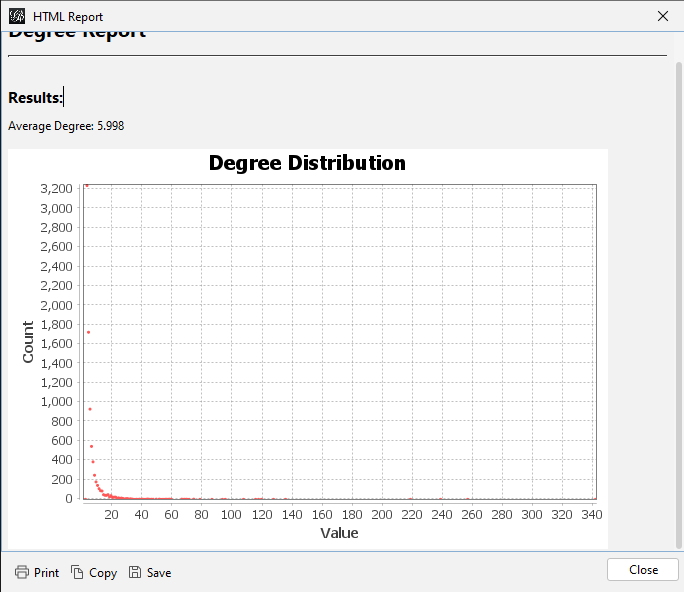 HTML Report
Degree Report
Results:
Average Degree: 5.998
Degree Distribution
3,200
3,000
2,800
2,600
2,400
2,200
2,000
1,800
1,600
1,400
1,200
1,000
800
600
400
200
0
Count
20 40 60 80 100 120 140 160 180 200 220 240 260 280 300 320 340
Value
Print Copy Save Close